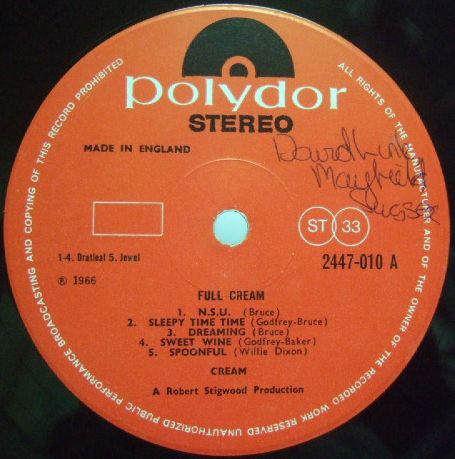 ALL RIGHTS OF THE MANUFACTURER AND OF THE OWNER OF THE RECORDED WORK RESERVED UNAUTHORIZED PUBLIC PERFORMANCE BROADCASTING AND COPYING OF THIS RECORD PROHIBITED
polydor
STEREO
MADE IN ENGLAND
David
Mayfield
Sussex
ST 33
1-4. Dratleaf 5. Jewel
2447-010 A
℗ 1966
FULL CREAM
1. N.S.U. (Bruce)
2. SLEEPY TIME TIME (Godfrey-Bruce)
3. DREAMING (Bruce)
4. SWEET WINE (Godfrey-Baker)
5. SPOONFUL (Willie Dixon)
CREAM
A Robert Stigwood Production